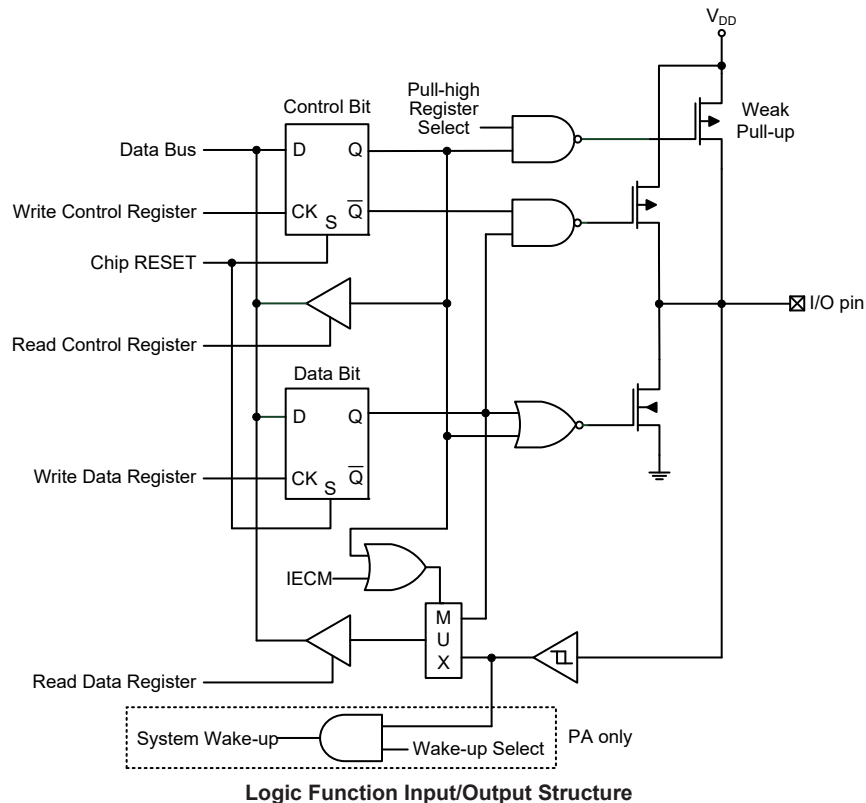 V_DD
Pull-high
Register
Select
Weak
Pull-up
Control Bit
Data Bus
D
Q
Write Control Register
CK
S
Q̅
Chip RESET
I/O pin
Read Control Register
Data Bit
D
Q
Write Data Register
CK
S
Q̅
IECM
M
U
X
Read Data Register
System Wake-up
Wake-up Select
PA only
Logic Function Input/Output Structure